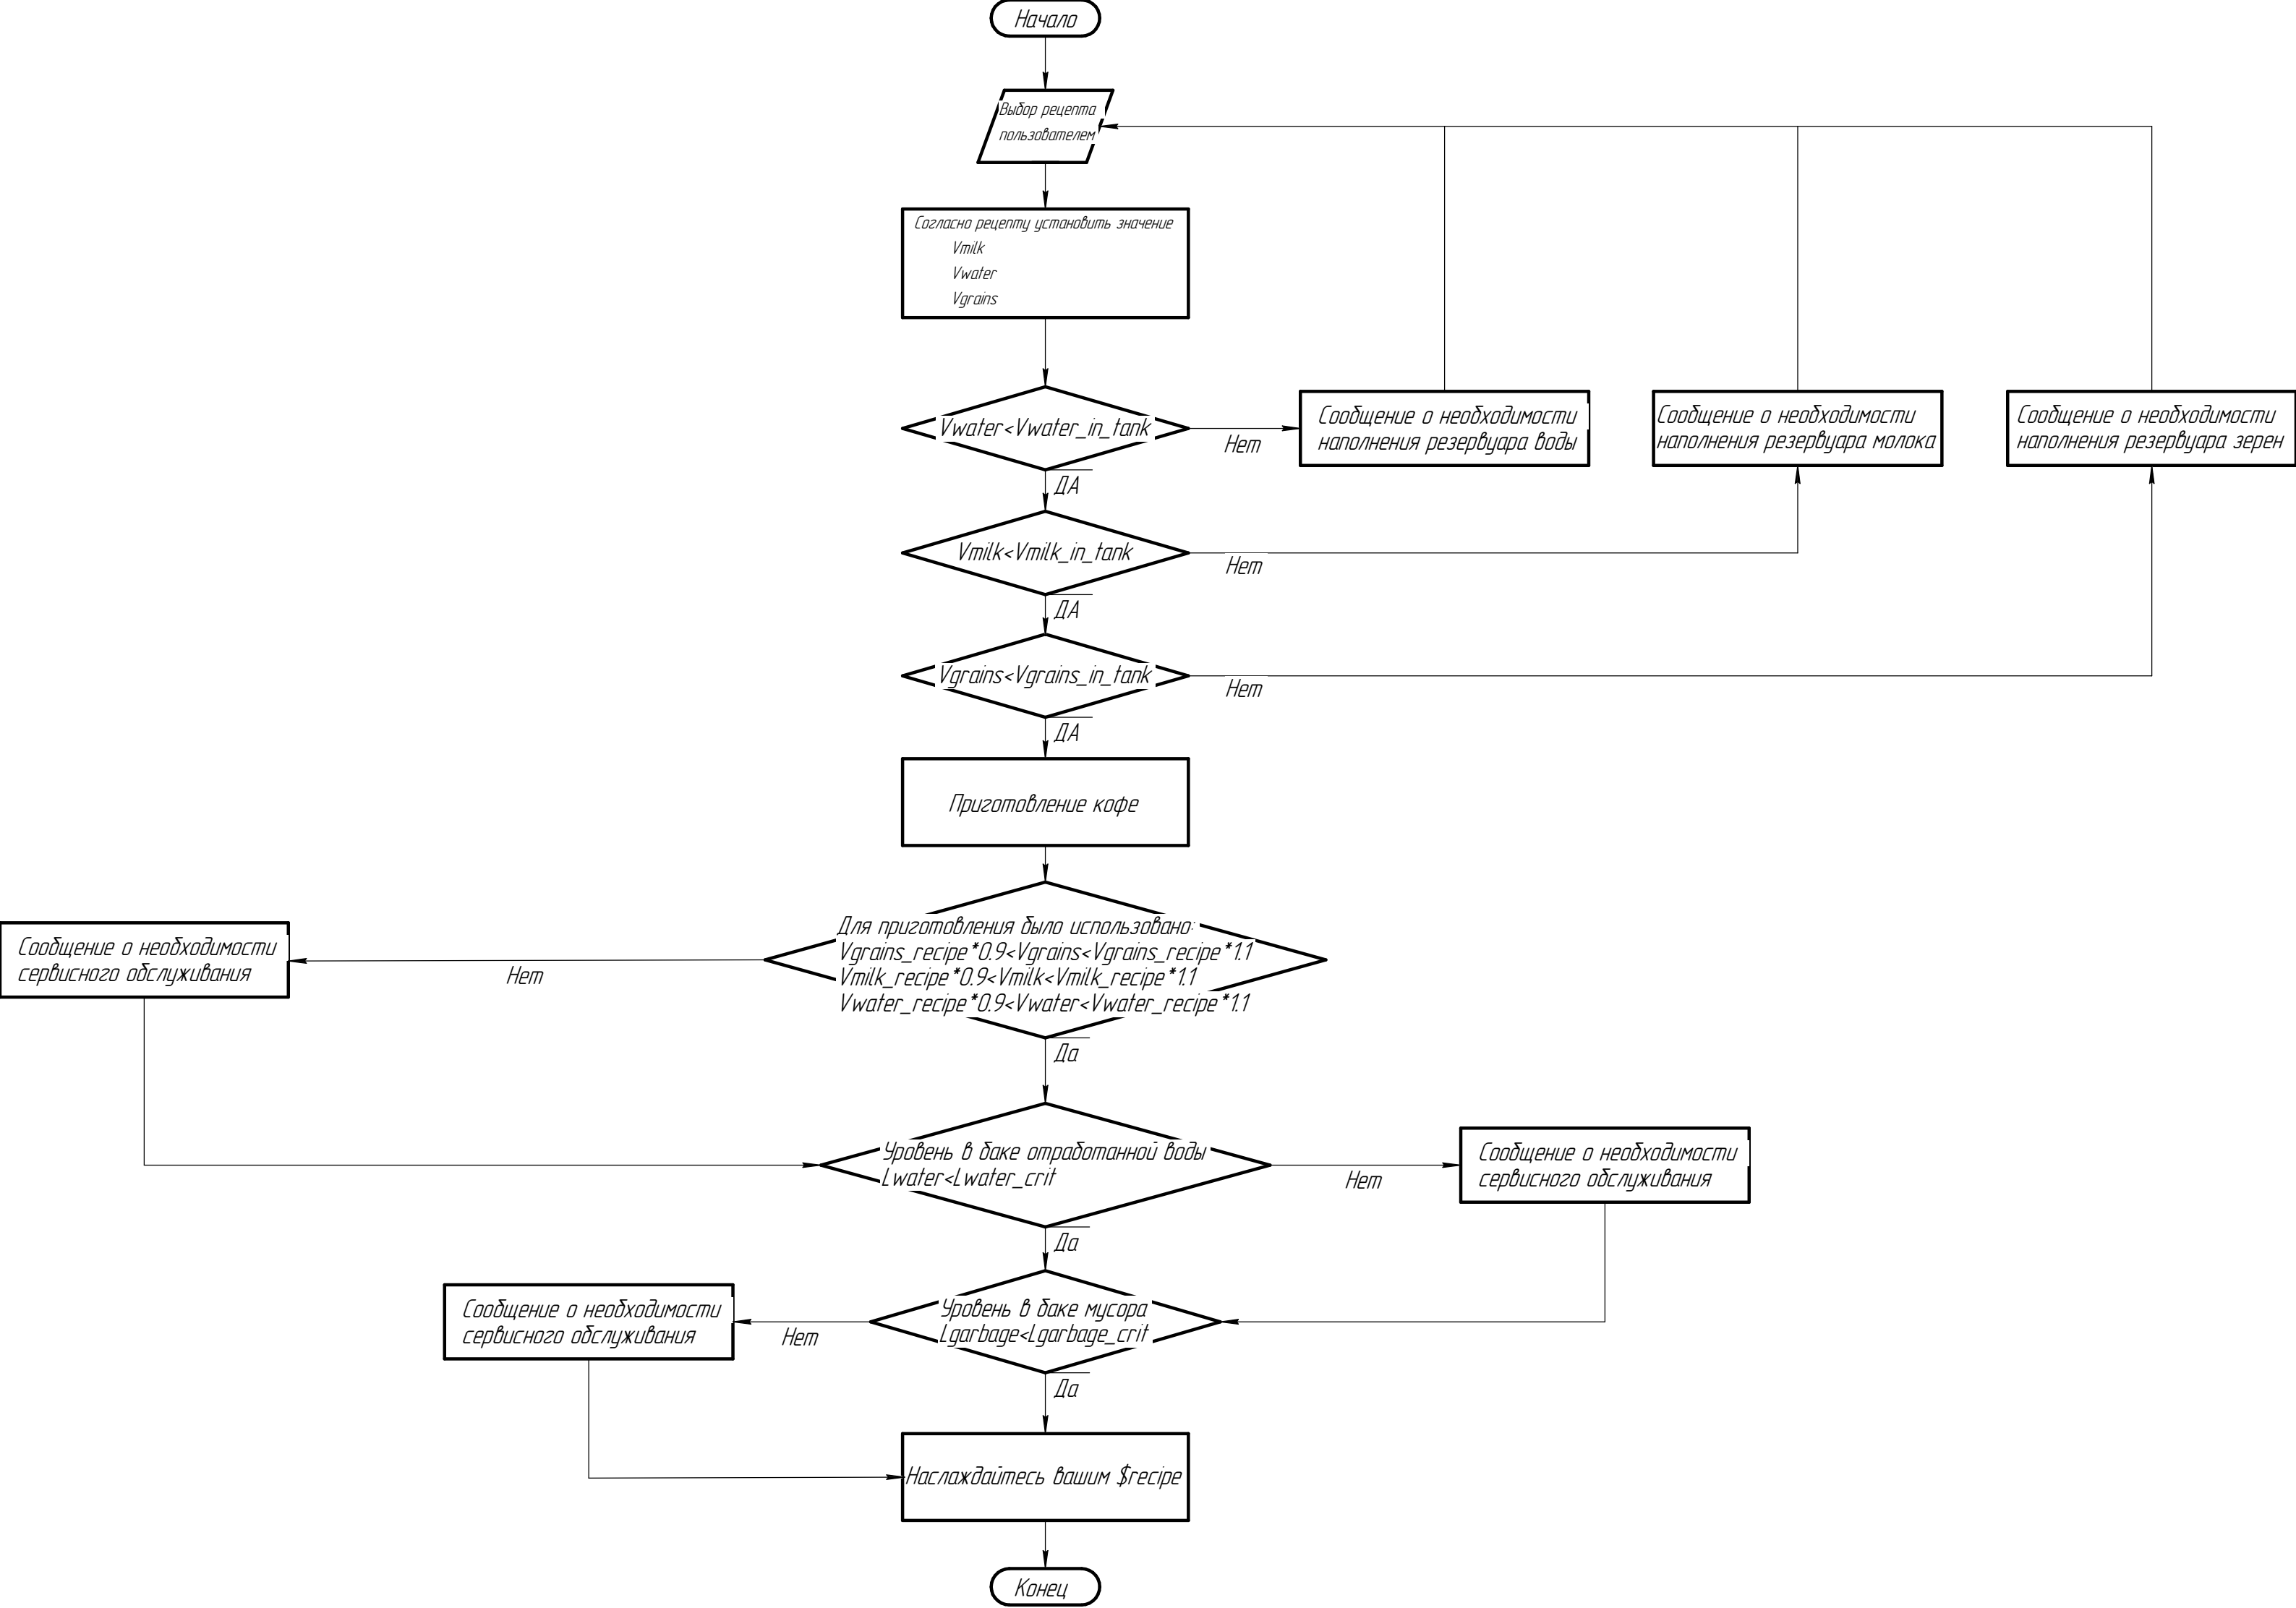 Начало
Выбор рецепта
пользователем
Согласно рецепту установить значение
Vmilk
Vwater
Vgrains
Vwater<Vwater_in_tank
Нет
Сообщение о необходимости
наполнения резервуара воды
Сообщение о необходимости
наполнения резервуара молока
Сообщение о необходимости
наполнения резервуара зерен
ДА
Vmilk<Vmilk_in_tank
Нет
ДА
Vgrains<Vgrains_in_tank
Нет
ДА
Приготовление кофе
Для приготовления было использовано:
Vgrains_recipe*0.9<Vgrains<Vgrains_recipe*1.1
Vmilk_recipe*0.9<Vmilk<Vmilk_recipe*1.1
Vwater_recipe*0.9<Vwater<Vwater_recipe*1.1
Нет
Сообщение о необходимости
сервисного обслуживания
Да
Уровень в баке отработанной воды
Lwater<Lwater_crit
Нет
Сообщение о необходимости
сервисного обслуживания
Да
Уровень в баке мусора
Lgarbage<Lgarbage_crit
Нет
Сообщение о необходимости
сервисного обслуживания
Да
Наслаждайтесь вашим $recipe
Конец